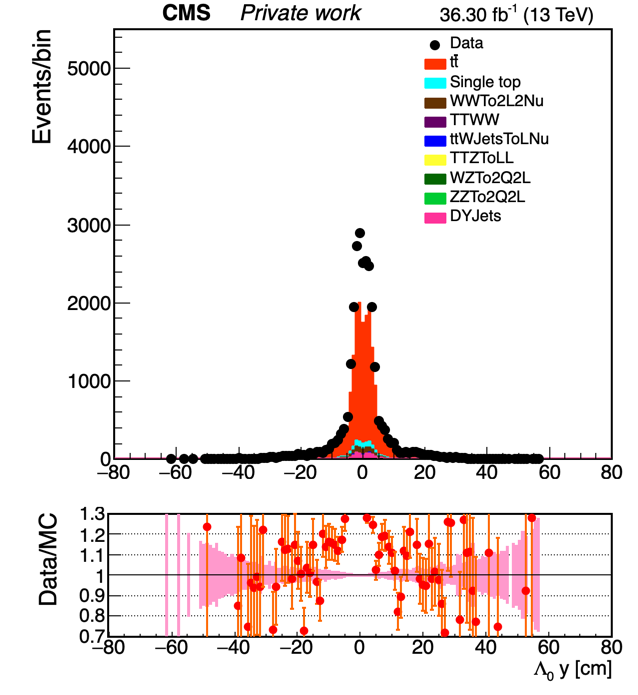 CMS Private work 36.30 fb⁻¹ (13 TeV)
Events/bin
5000
4000
3000
2000
1000
0
Data
tt̄
Single top
WWTo2L2Nu
TTWW
ttWJetsToLNu
TTZToLL
WZTo2Q2L
ZZTo2Q2L
DYJets
−80 −60 −40 −20 0 20 40 60 80
Data/MC
1.3
1.2
1.1
1
0.9
0.8
0.7
−80 −60 −40 −20 0 20 40 60 80
Λ₀ y [cm]